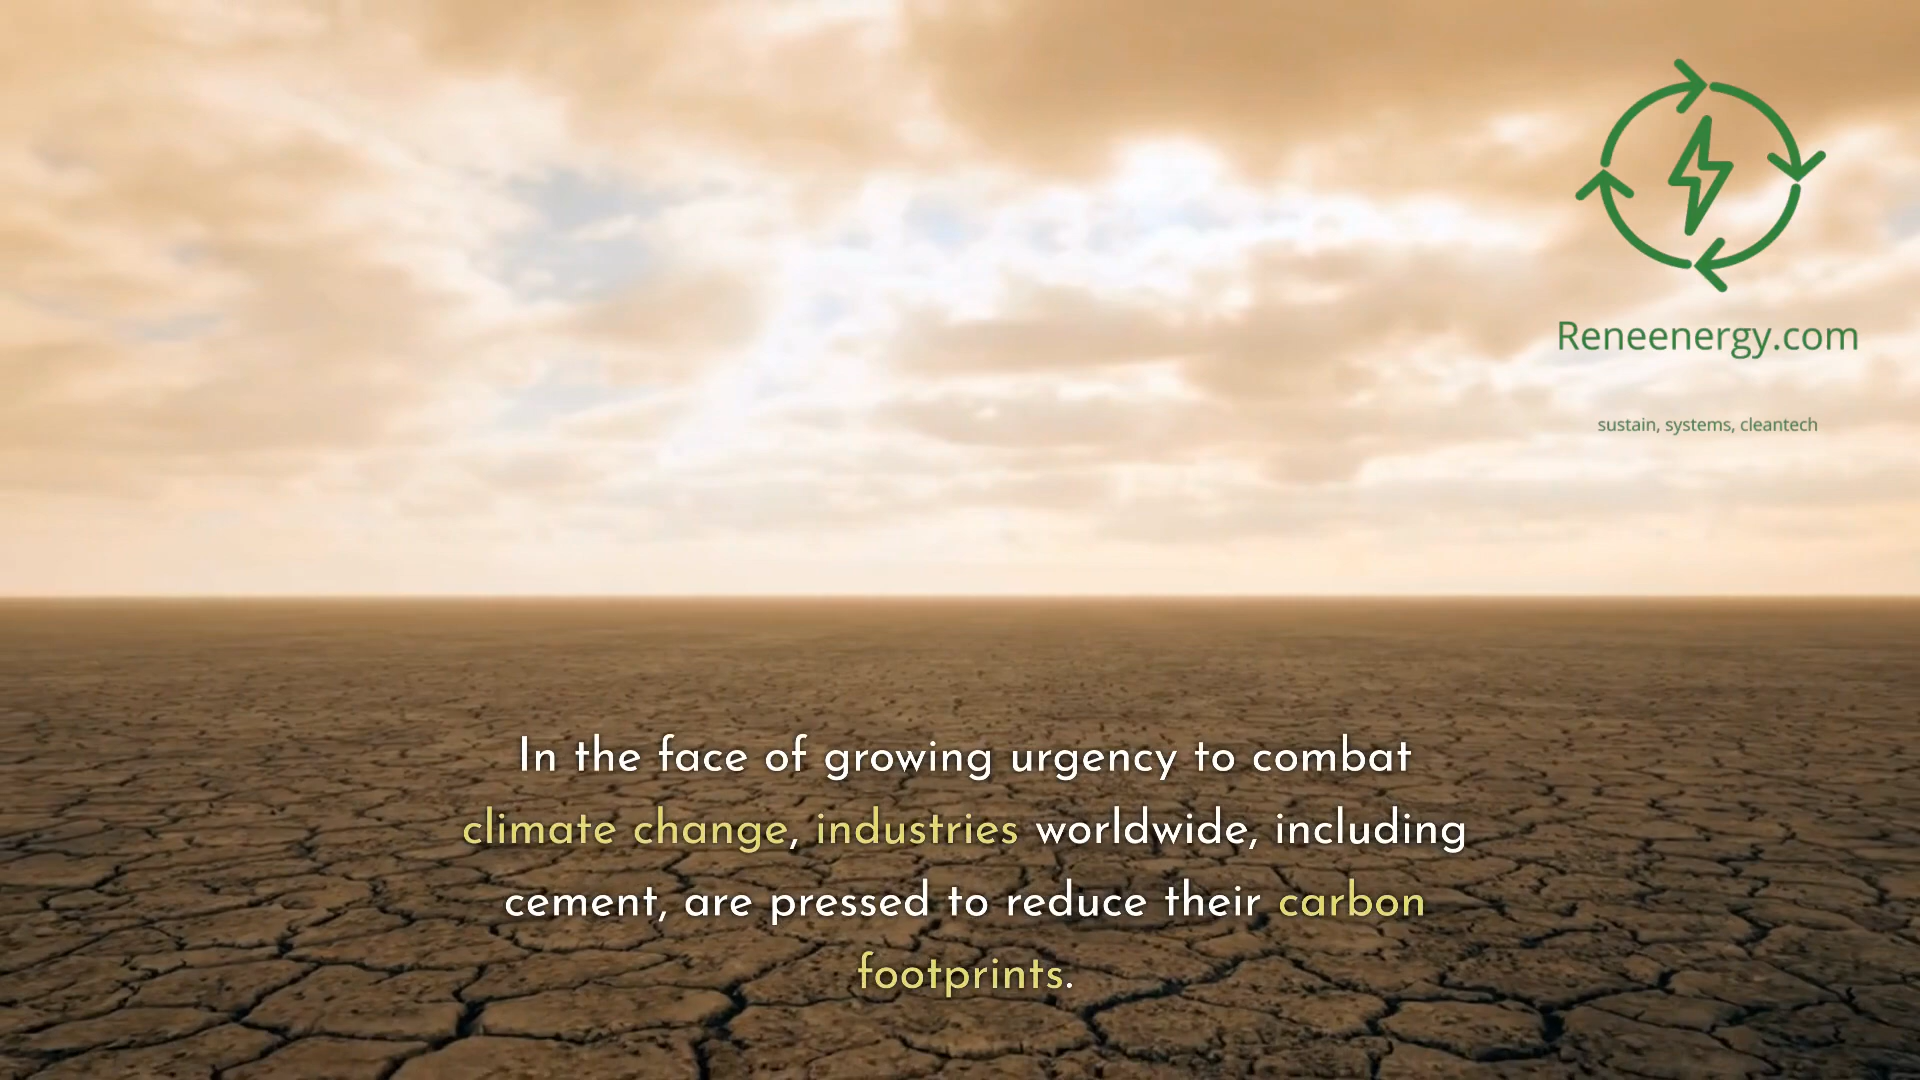 Reneenergy.com
sustain, systems, cleantech
In the face of growing urgency to combat
climate change, industries worldwide, including
cement, are pressed to reduce their carbon
footprints.